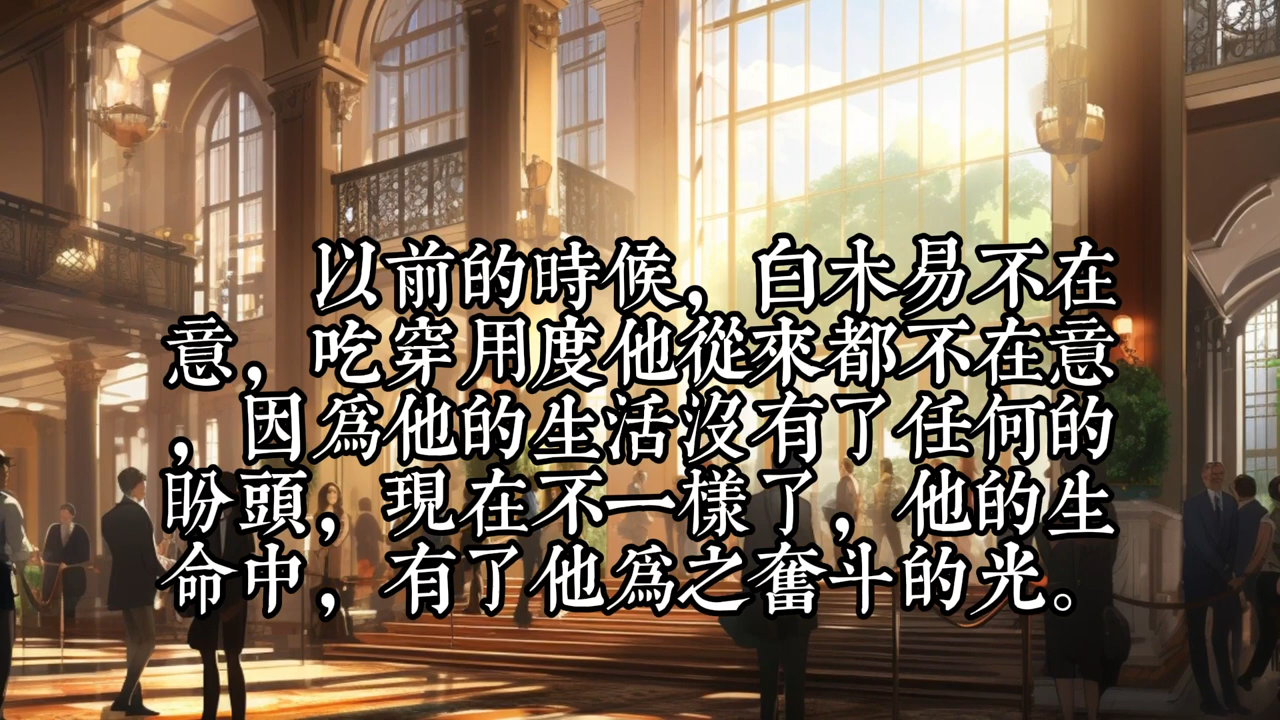 以前的時候，白木易不在
意，吃穿用度他從來都不在意
，因爲他的生活沒有了任何的
盼頭，現在不一樣了，他的生
命中，有了他爲之奮斗的光。